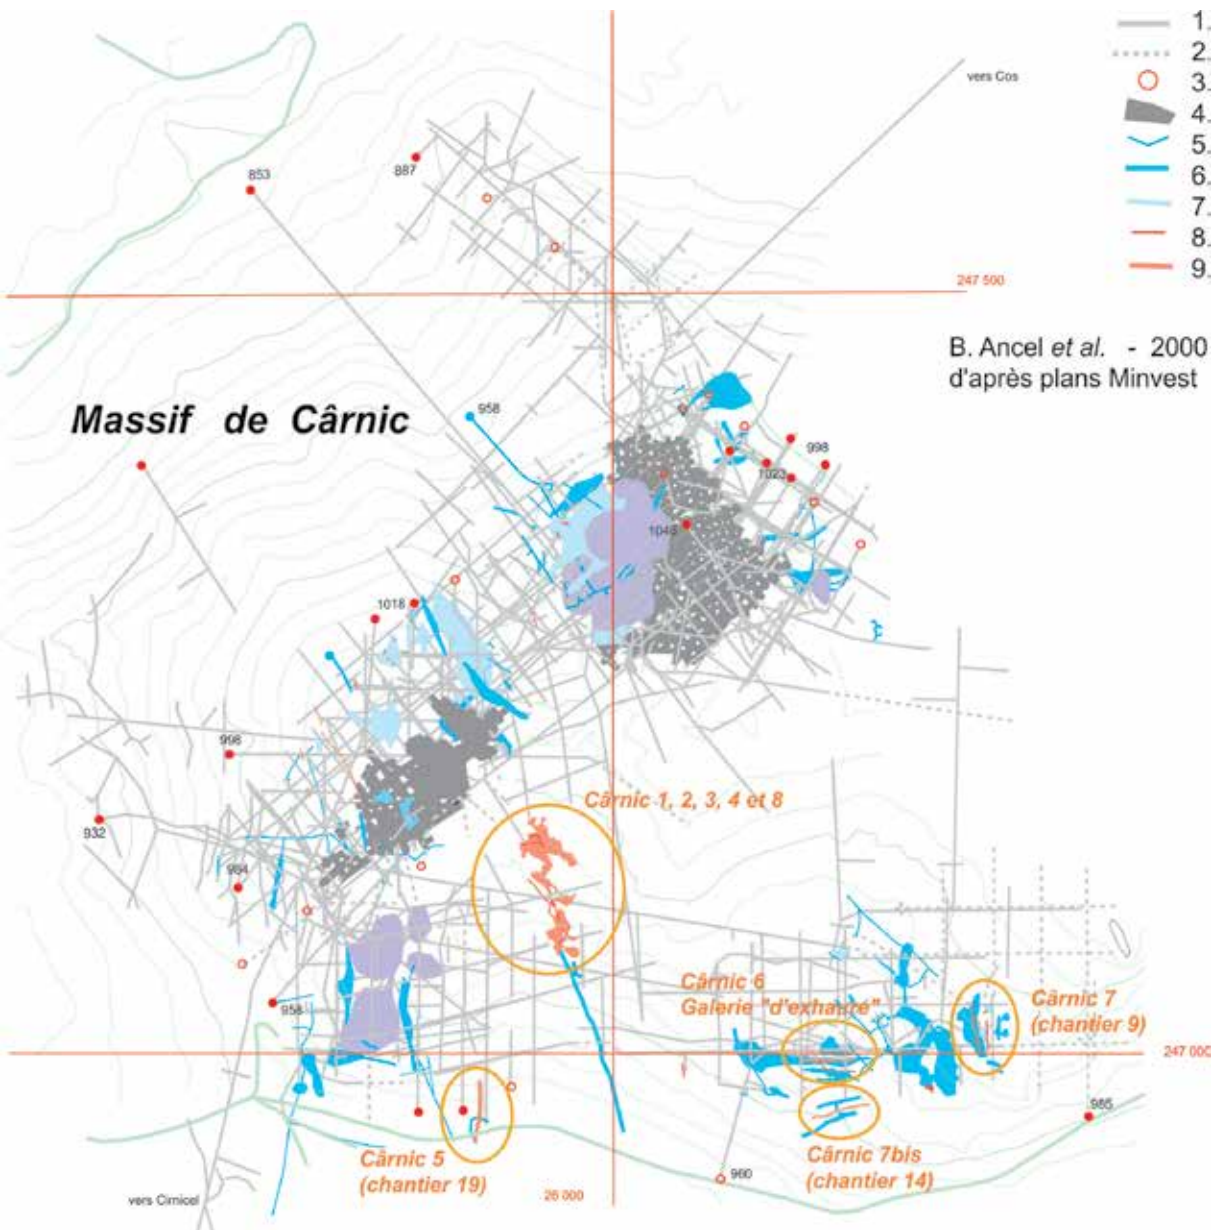 1.
2.
3.
4.
5.
6.
7.
8.
9.
vers Cos
853
887
247 500
B. Ancel et al. - 2000
d'après plans Minvest
Massif de Cârnic
958
998
1023
1046
1018
998
932
984
Cârnic 1, 2, 3, 4 et 8
958
Cârnic 6
Galerie "d'exhaure"
Cârnic 7
(chantier 9)
247 000
985
Cârnic 5
(chantier 19)
Cârnic 7bis
(chantier 14)
960
26 000
vers Cirnicel